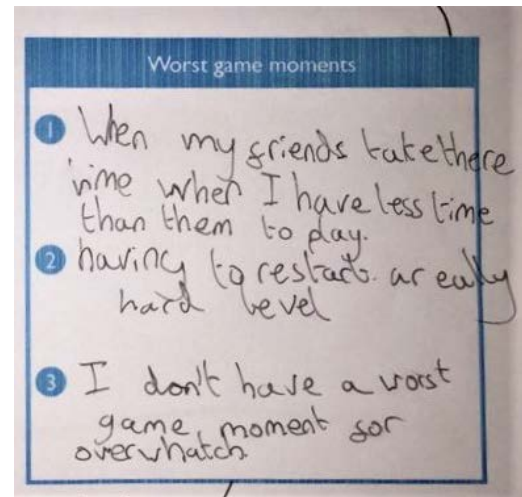 Worst game moments
1 When my friends take there
time when I have less time
than them to play.
2 having to restart. a really
hard level
3 I don't have a worst
game moment for
overwhatch.